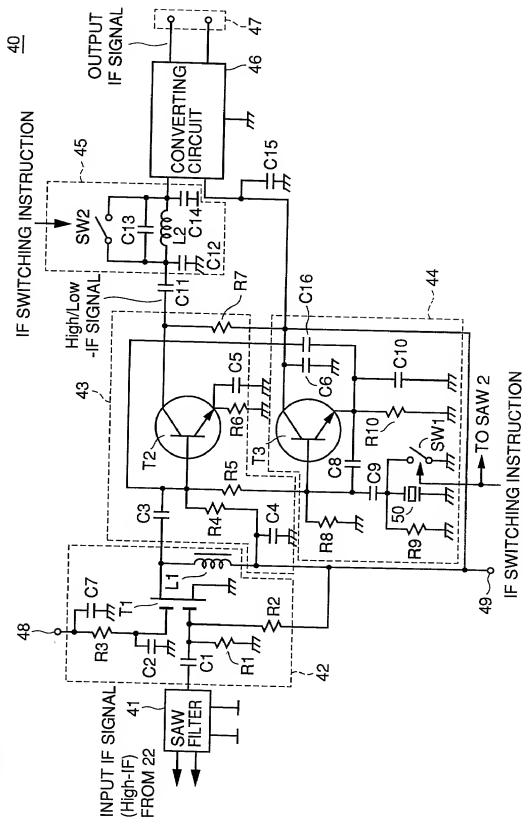 40
OUTPUT
IF SIGNAL
47
46
CONVERTING
CIRCUIT
C15
IF SWITCHING INSTRUCTION
45
SW2
C13
L2
C14
C12
C11
High/Low
-IF SIGNAL
R7
43
T2
C5
R6
44
C16
C6
T3
C10
R10
SW1
C8
C9
50
R9
R8
TO SAW 2
IF SWITCHING INSTRUCTION
49
C3
R5
R4
C4
L1
48
C7
R3
T1
C2
C1
R1
R2
42
41
SAW
FILTER
INPUT IF SIGNAL
(High-IF)
FROM 22